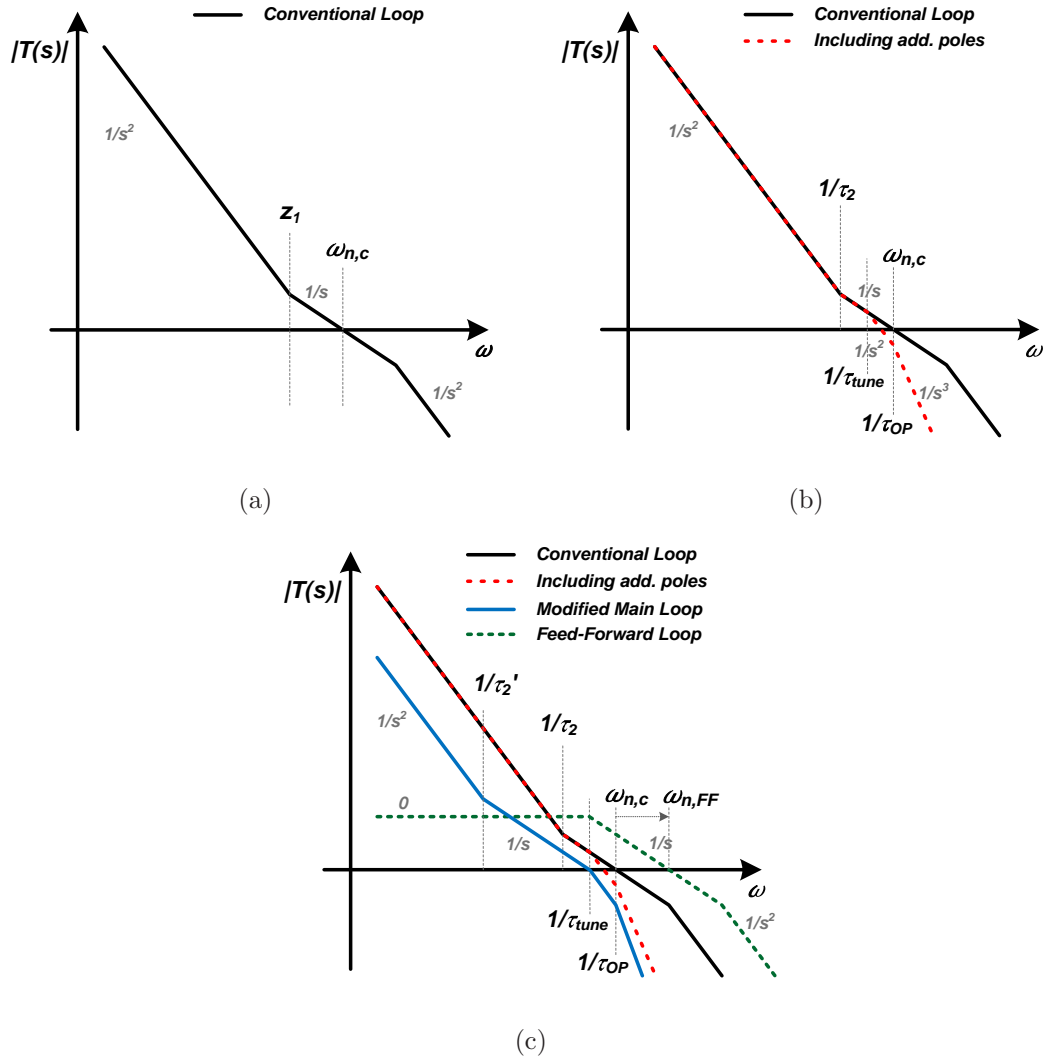 Conventional Loop
|T(s)|
1/s²
z₁
ωn,c
1/s
ω
1/s²
(a)
Conventional Loop
Including add. poles
|T(s)|
1/s²
1/τ₂
ωn,c
1/s
ω
1/s²
1/τtune
1/s³
1/τOP
(b)
Conventional Loop
Including add. poles
Modified Main Loop
Feed-Forward Loop
|T(s)|
1/τ₂'
1/s²
1/τ₂
ωn,c
ωn,FF
0
1/s
1/s
ω
1/τtune
1/s²
1/τOP
(c)